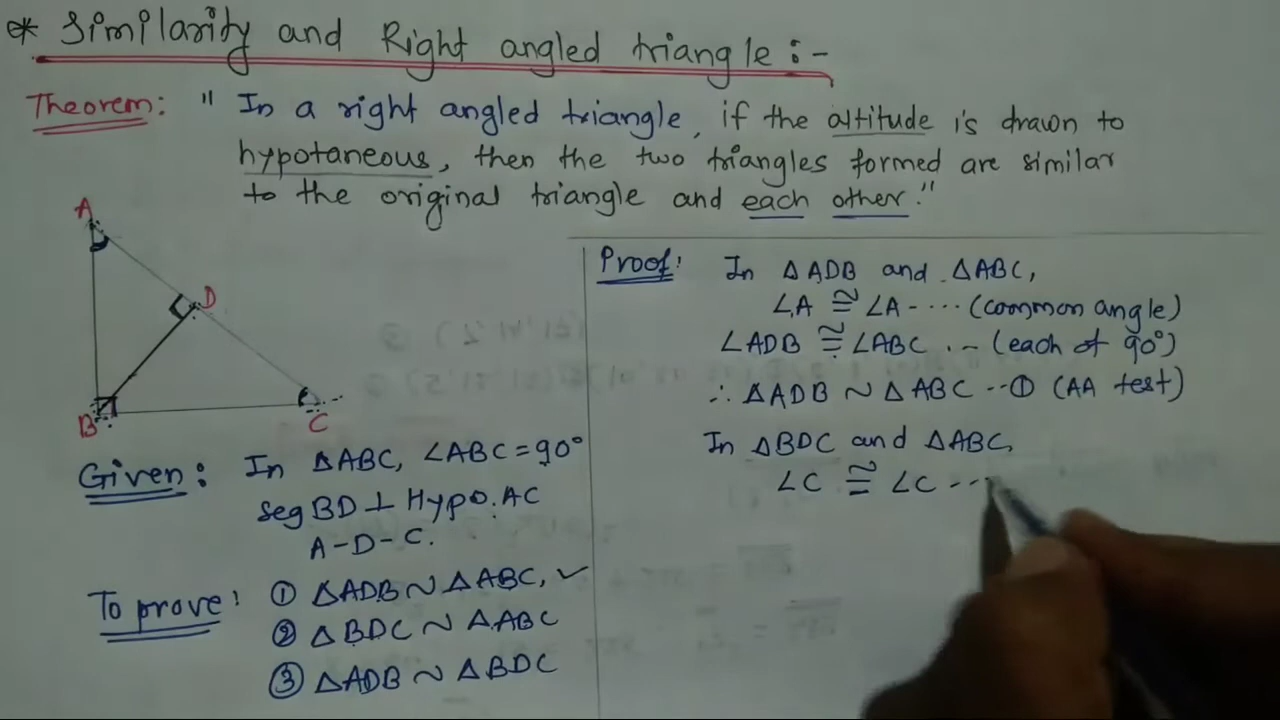 * Similarity and Right angled triangle :-
Theorem: " In a right angled triangle, if the altitude is drawn to
hypotaneous, then the two triangles formed are similar
to the original triangle and each other."
A
D
B
C
Given: In △ABC, ∠ABC = 90°
seg BD ⊥ Hypo. AC
A-D-C.
To prove: ① △ADB ~ △ABC, ✓
② △BDC ~ △ABC
③ △ADB ~ △BDC
Proof: In △ADB and △ABC,
∠A ≅ ∠A ---- (common angle)
∠ADB ≅ ∠ABC .-- (each of 90°)
∴ △ADB ~ △ABC --① (AA test)
In △BDC and △ABC,
∠C ≅ ∠C ---